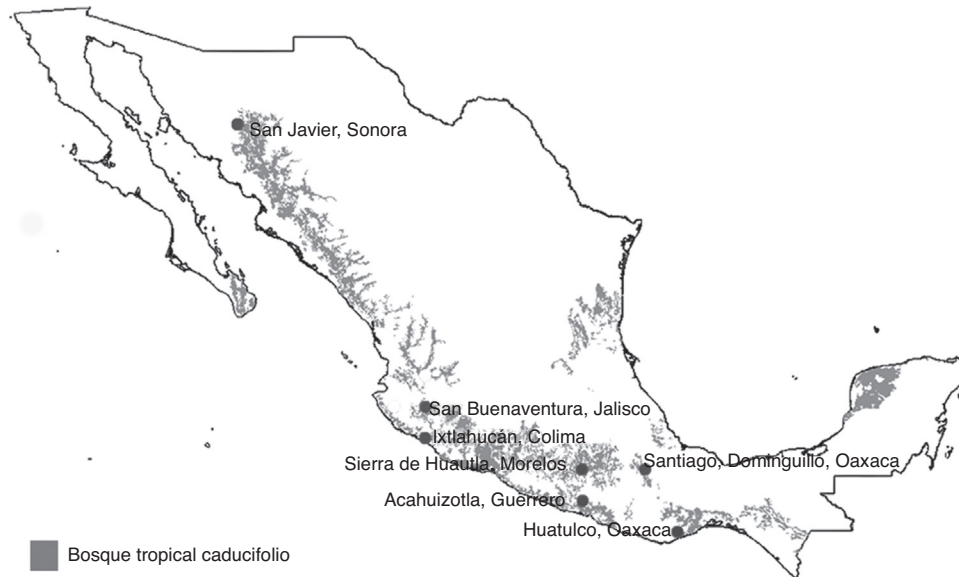 San Javier, Sonora
San Buenaventura, Jalisco
Ixtlahucán, Colima
Sierra de Huautla, Morelos
Santiago, Dominguillo, Oaxaca
Acahuizotla, Guerrero
Huatulco, Oaxaca
Bosque tropical caducifolio